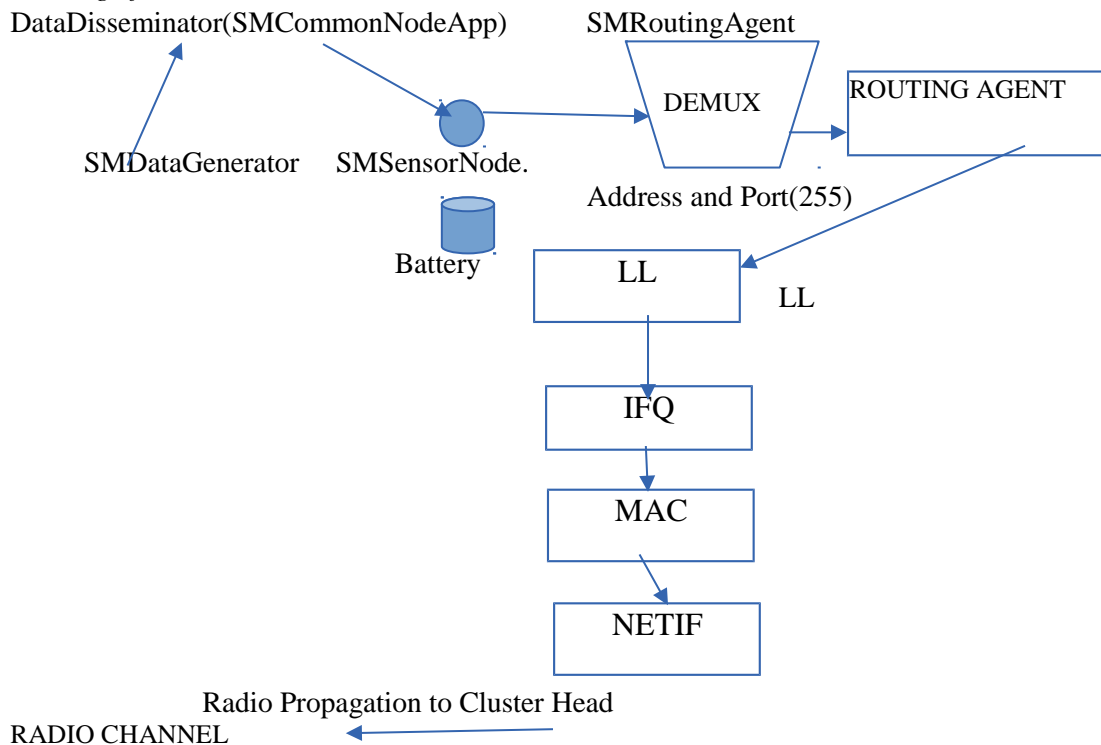 DataDisseminator(SMCommonNodeApp) SMRoutingAgent
DEMUX
ROUTING AGENT
SMDataGenerator SMSensorNode.
Address and Port(255)
Battery
LL
LL
IFQ
MAC
NETIF
Radio Propagation to Cluster Head
RADIO CHANNEL